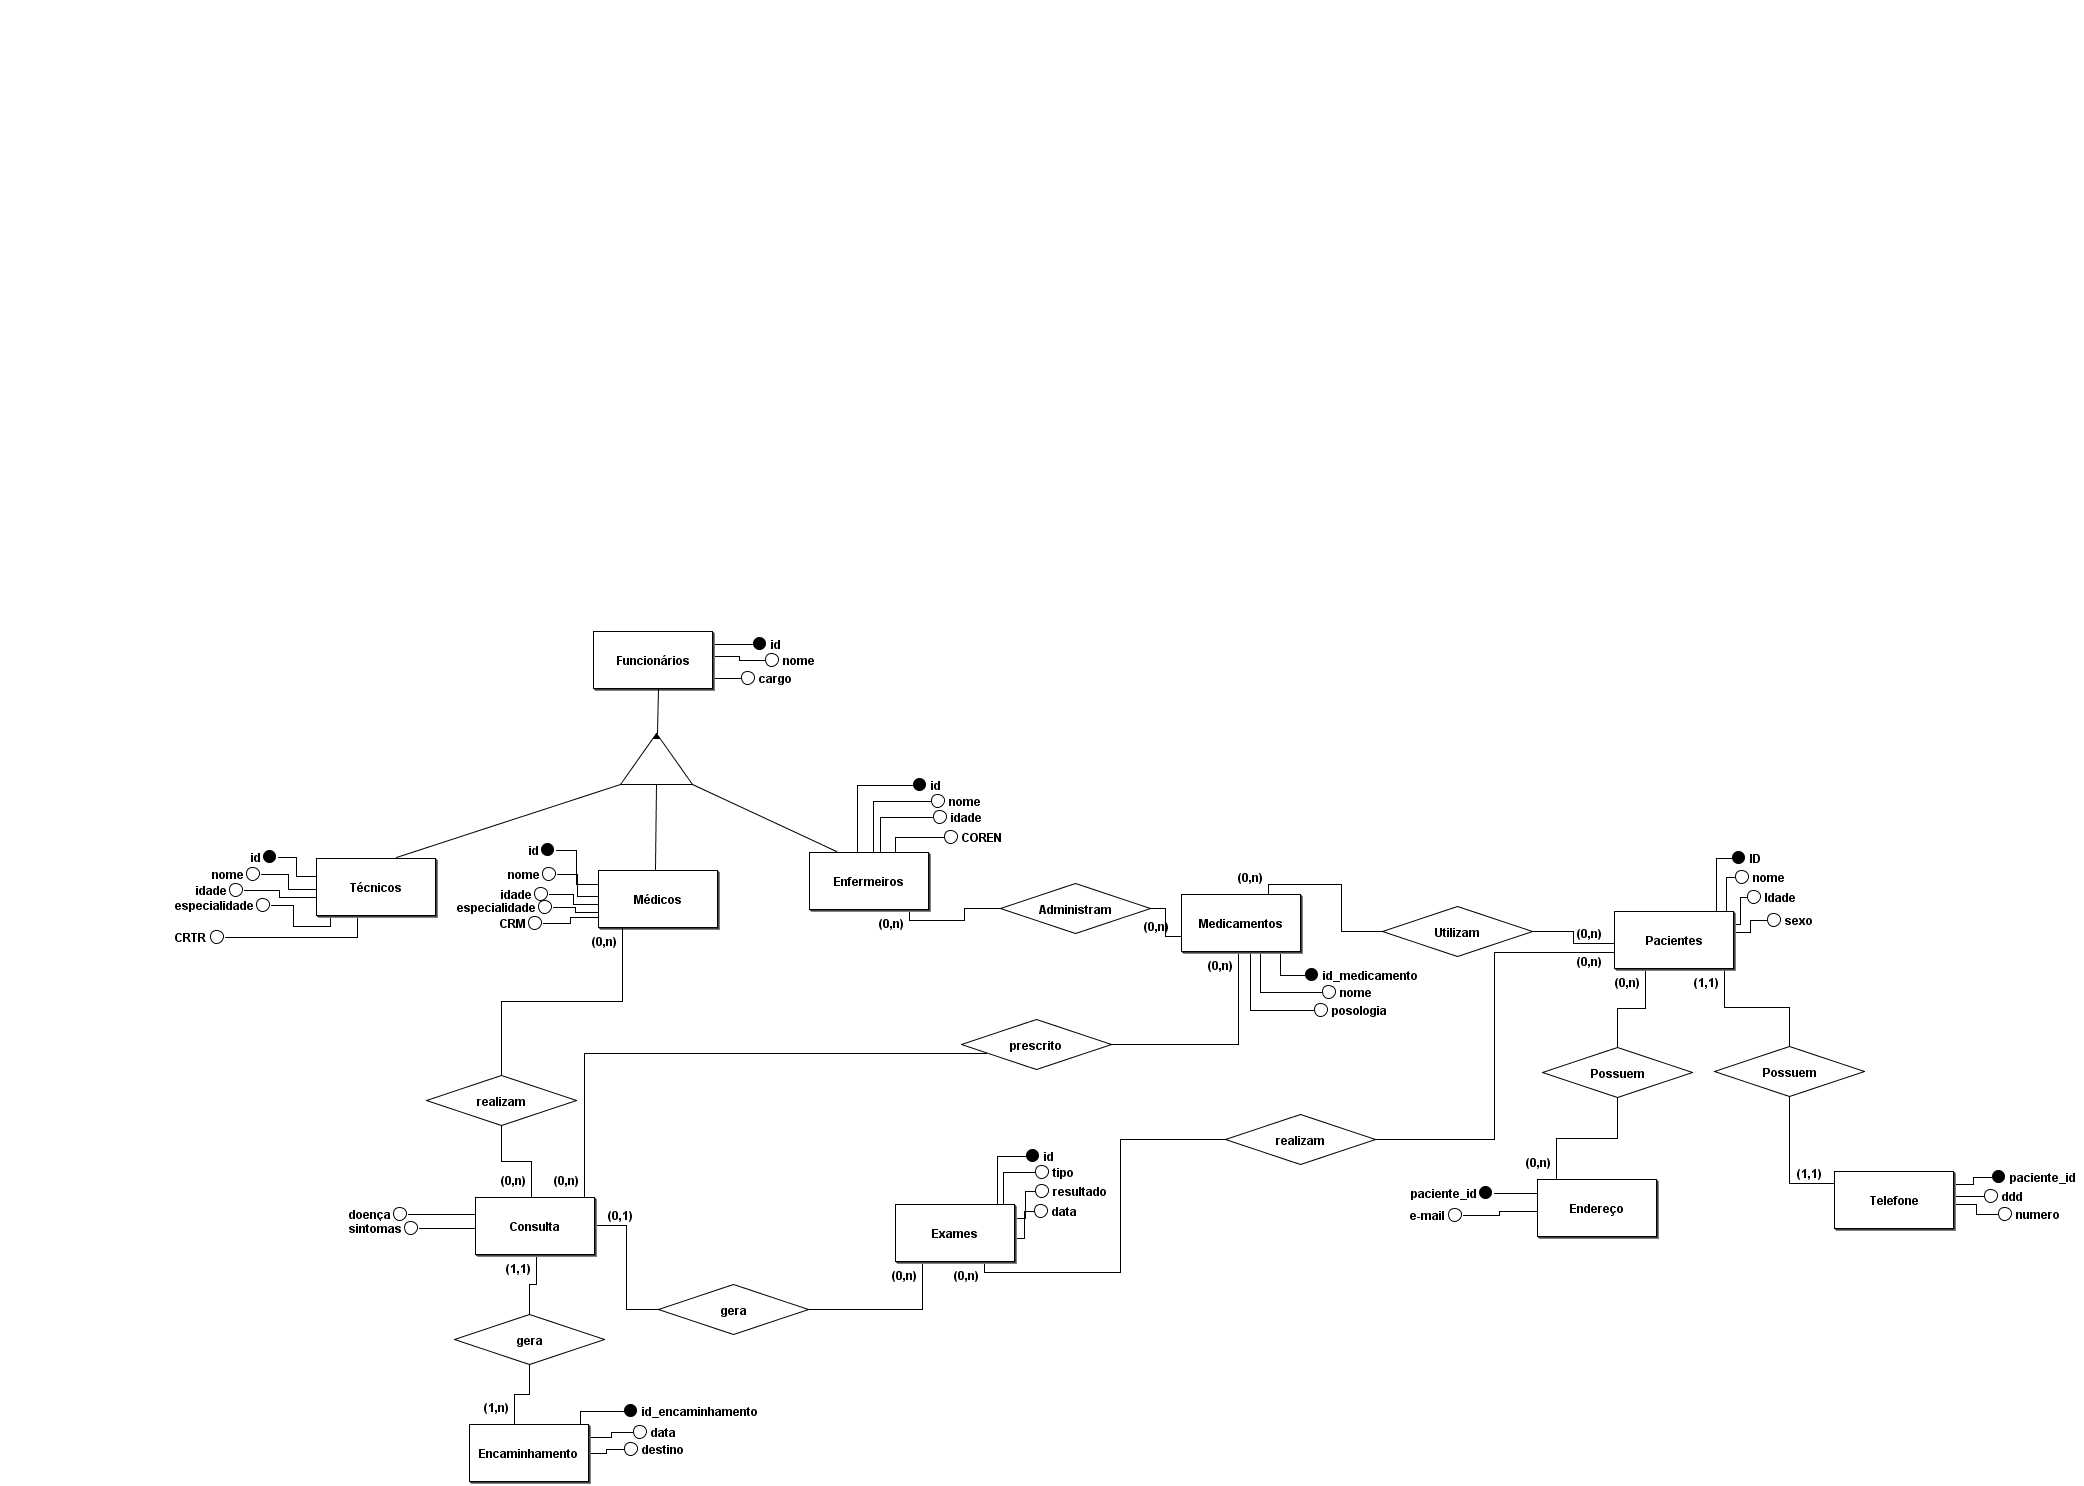 Funcionários
id
nome
cargo
id
nome
idade
COREN
Enfermeiros
id
nome
idade
especialidade
CRTR
Técnicos
id
nome
idade
especialidade
CRM
Médicos
(0,n)
(0,n)
Administram
(0,n)
(0,n)
Medicamentos
(0,n)
id_medicamento
nome
posologia
Utilizam
(0,n)
(0,n)
ID
nome
Idade
sexo
Pacientes
(0,n)
(1,1)
prescrito
realizam
Possuem
Possuem
realizam
(0,n)
(0,n)
doença
sintomas
Consulta
(0,1)
(1,1)
id
tipo
resultado
data
Exames
(0,n)
(0,n)
(0,n)
paciente_id
e-mail
Endereço
(1,1)
Telefone
paciente_id
ddd
numero
gera
gera
(1,n)
id_encaminhamento
data
destino
Encaminhamento